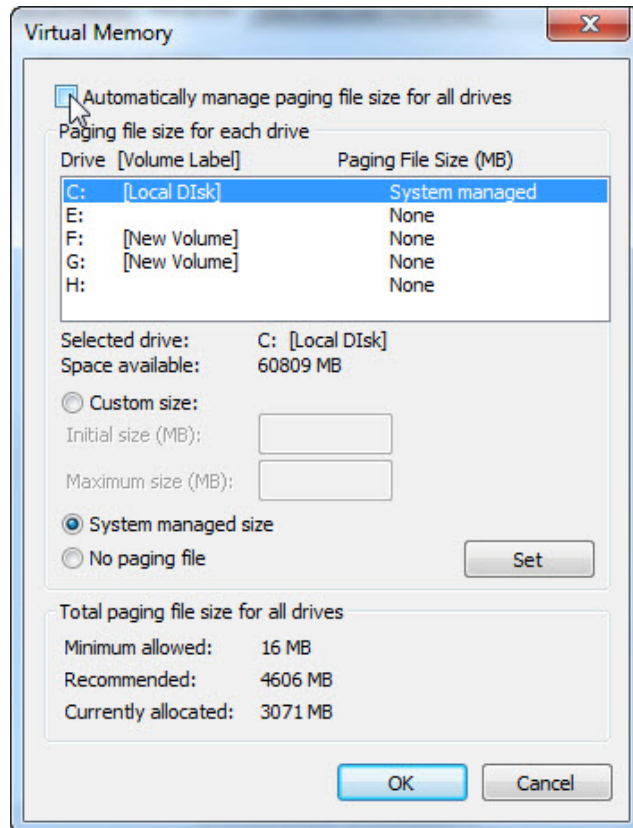 Virtual Memory
Automatically manage paging file size for all drives
Paging file size for each drive
Drive [Volume Label] Paging File Size (MB)
C: [Local DIsk] System managed
E: None
F: [New Volume] None
G: [New Volume] None
H: None
Selected drive: C: [Local DIsk]
Space available: 60809 MB
Custom size:
Initial size (MB):
Maximum size (MB):
System managed size
No paging file
Set
Total paging file size for all drives
Minimum allowed: 16 MB
Recommended: 4606 MB
Currently allocated: 3071 MB
OK Cancel